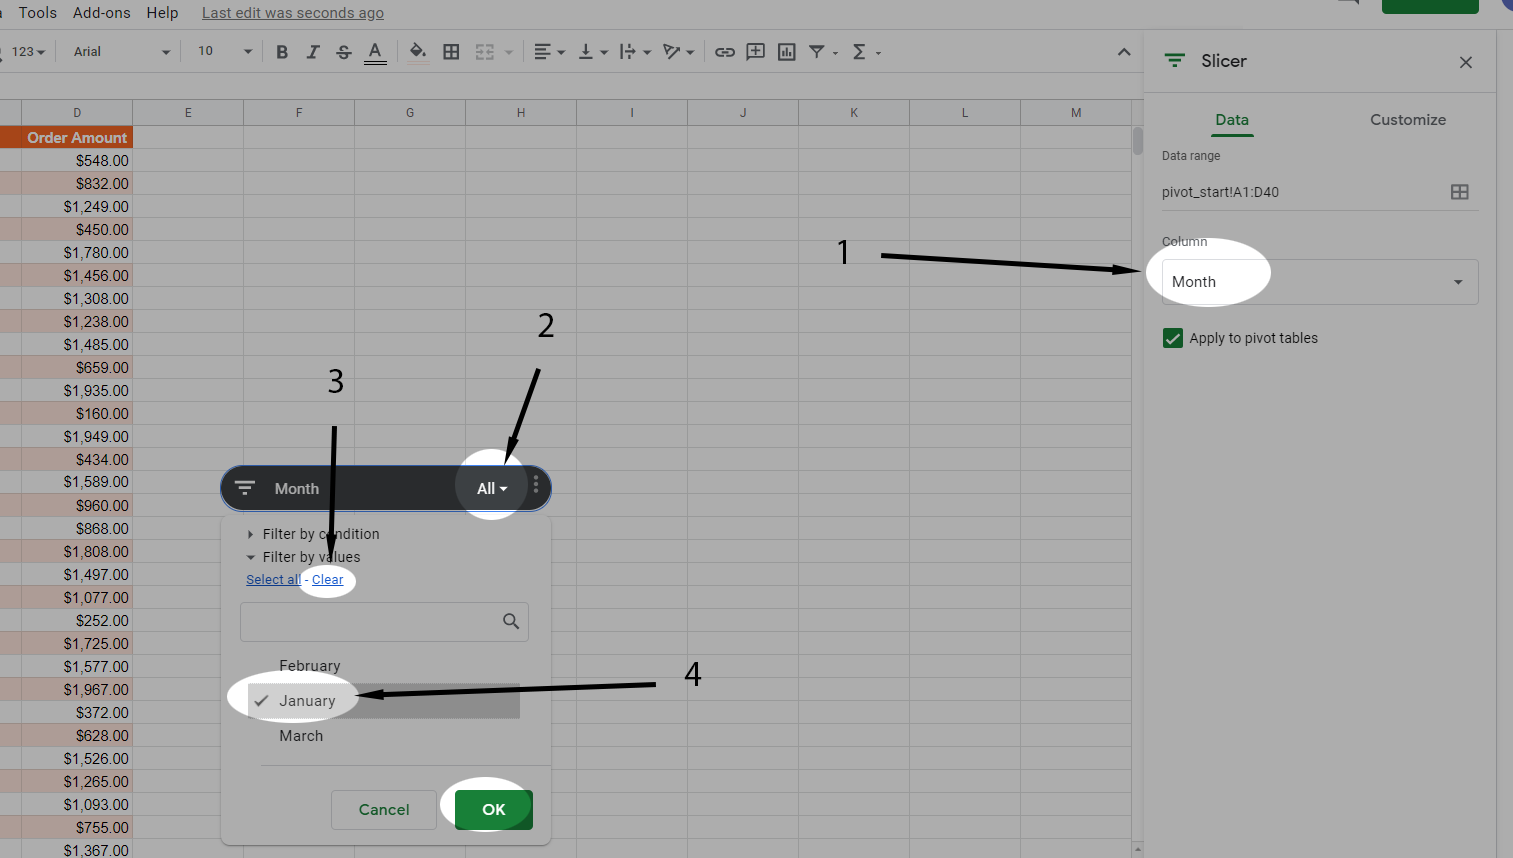 Tools Add-ons Help Last edit was seconds ago
123 Arial 10 B I S A
Slicer
Data Customize
Data range
pivot_start!A1:D40
Column
Month
Apply to pivot tables
D E F G H I J K L M
Order Amount
$548.00
$832.00
$1,249.00
$450.00
$1,780.00
$1,456.00
$1,308.00
$1,238.00
$1,485.00
$659.00
$1,935.00
$160.00
$1,949.00
$434.00
$1,589.00
$960.00
$868.00
$1,808.00
$1,497.00
$1,077.00
$252.00
$1,725.00
$1,577.00
$1,967.00
$372.00
$628.00
$1,526.00
$1,265.00
$1,093.00
$755.00
$1,367.00
1
2
3
Month All
Filter by condition
Filter by values
Select all - Clear
February
January
March
4
Cancel OK